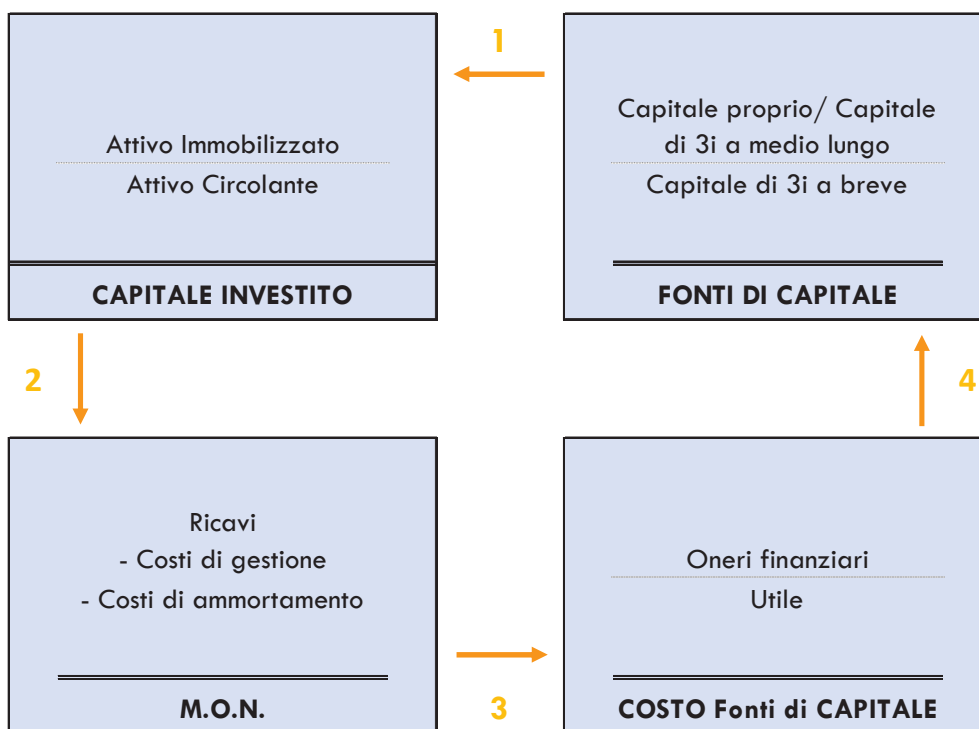 1
Attivo Immobilizzato
Attivo Circolante
CAPITALE INVESTITO
Capitale proprio/ Capitale
di 3i a medio lungo
Capitale di 3i a breve
FONTI DI CAPITALE
2
4
Ricavi
- Costi di gestione
- Costi di ammortamento
M.O.N.
3
Oneri finanziari
Utile
COSTO Fonti di CAPITALE